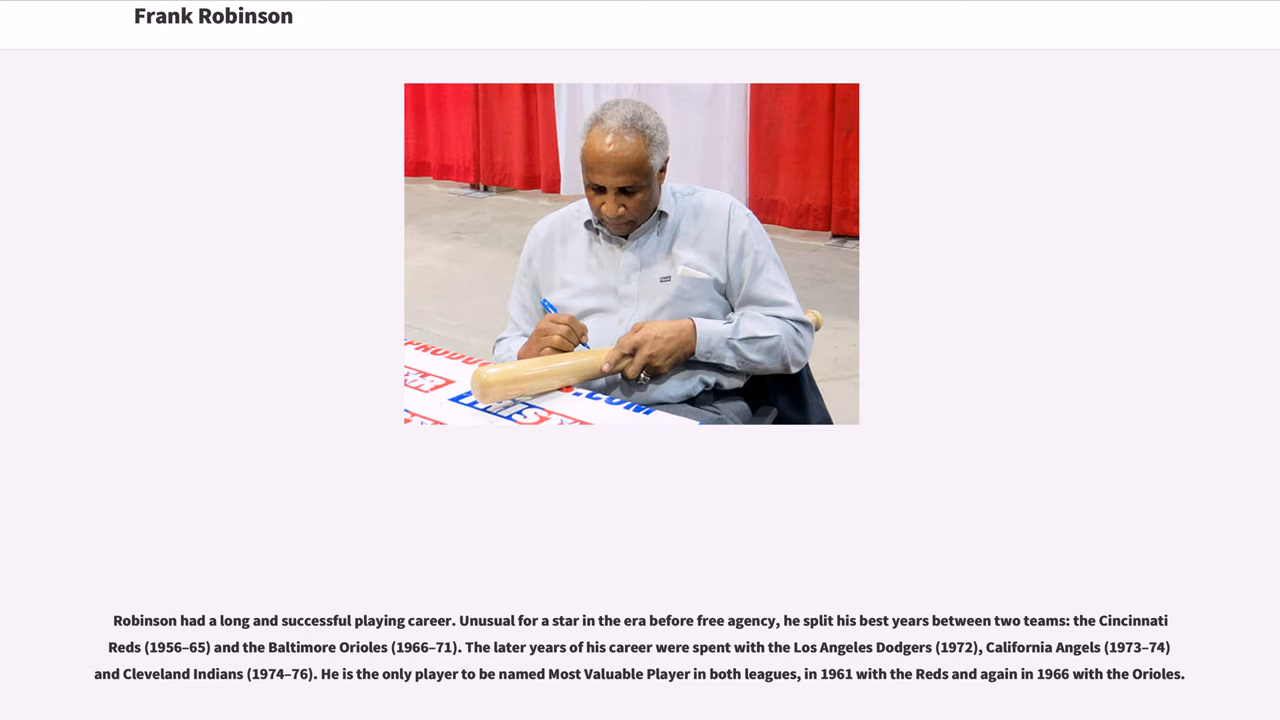 Frank Robinson
PRODU
.COM
Robinson had a long and successful playing career. Unusual for a star in the era before free agency, he split his best years between two teams: the Cincinnati
Reds (1956–65) and the Baltimore Orioles (1966–71). The later years of his career were spent with the Los Angeles Dodgers (1972), California Angels (1973–74)
and Cleveland Indians (1974–76). He is the only player to be named Most Valuable Player in both leagues, in 1961 with the Reds and again in 1966 with the Orioles.